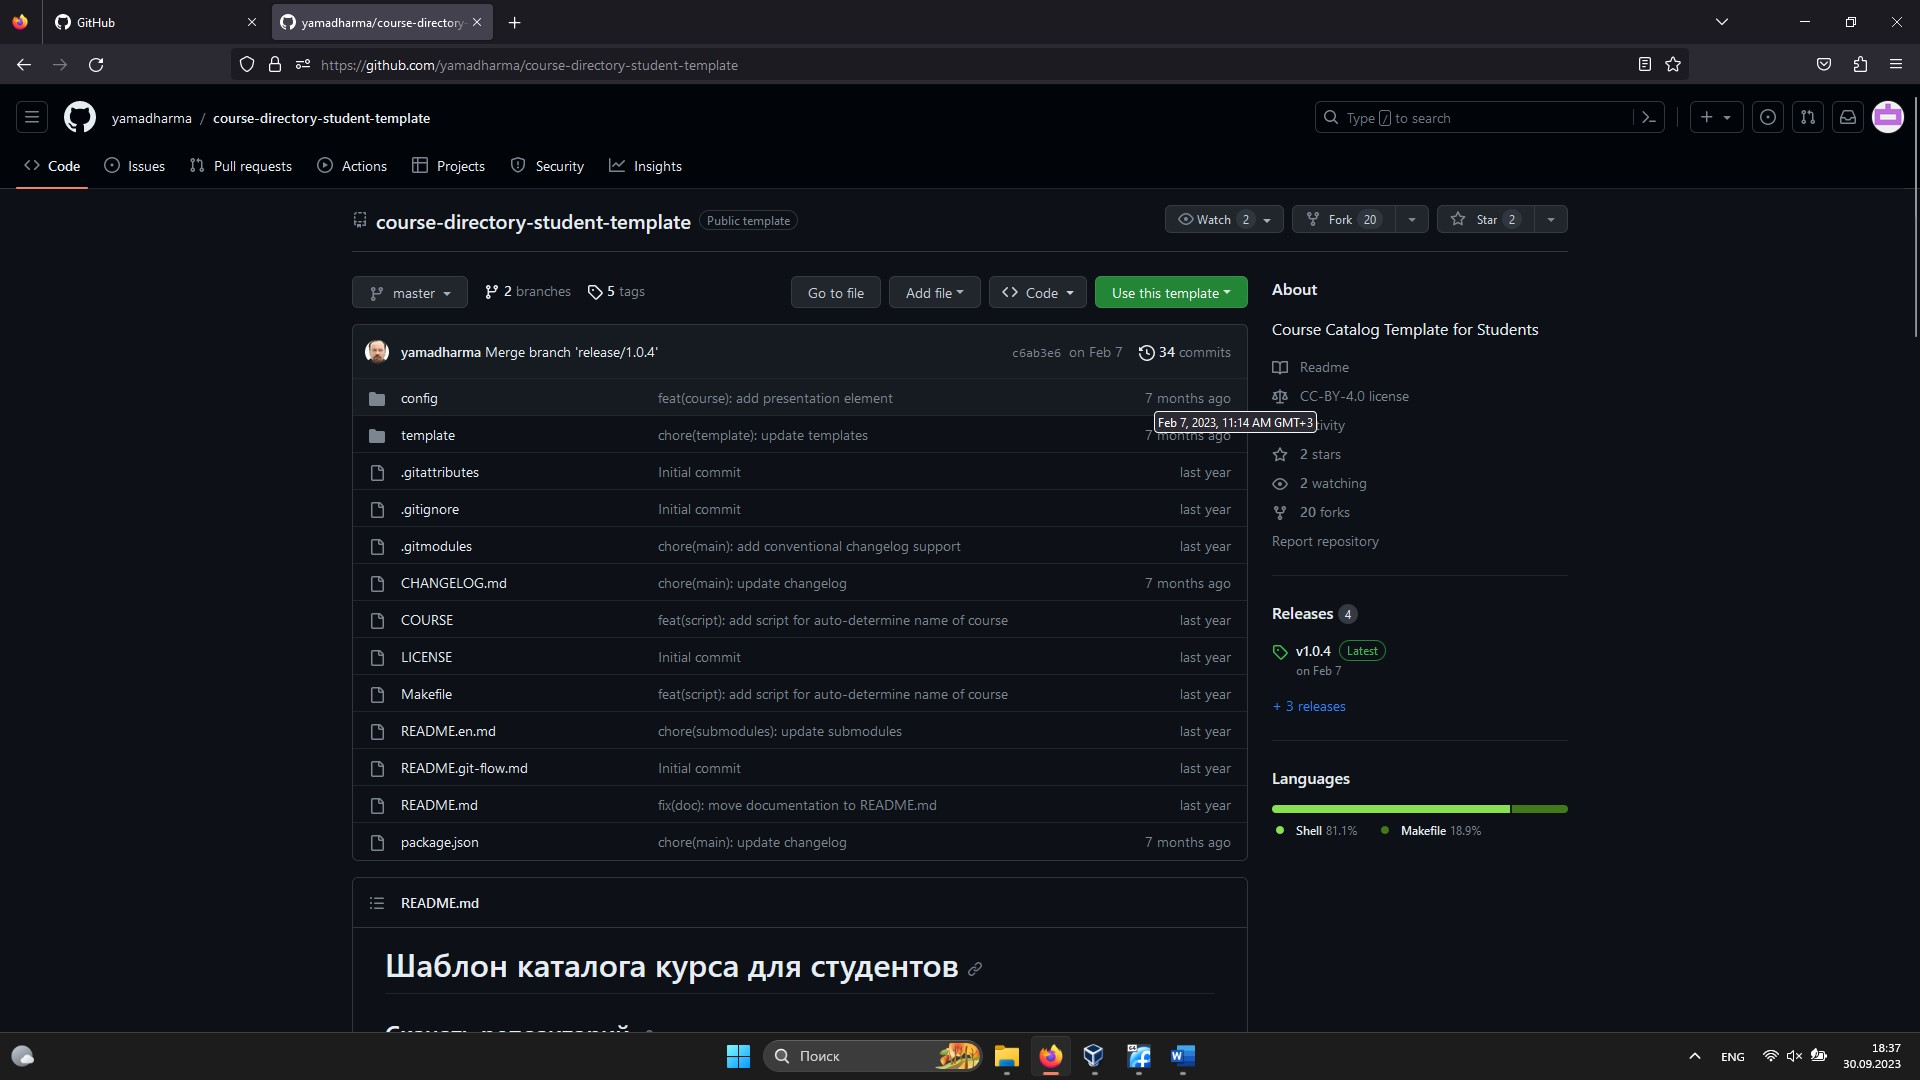 GitHub
yamadharma/course-directory-
https://github.com/yamadharma/course-directory-student-template
yamadharma / course-directory-student-template
Type / to search
Code
Issues
Pull requests
Actions
Projects
Security
Insights
course-directory-student-template Public template
Watch 2
Fork 20
Star 2
master
2 branches
5 tags
Go to file
Add file
Code
Use this template
yamadharma Merge branch 'release/1.0.4' c6ab3e6 on Feb 7 34 commits
config feat(course): add presentation element 7 months ago
Feb 7, 2023, 11:14 AM GMT+3
template chore(template): update templates 7 months ago
.gitattributes Initial commit last year
.gitignore Initial commit last year
.gitmodules chore(main): add conventional changelog support last year
CHANGELOG.md chore(main): update changelog 7 months ago
COURSE feat(script): add script for auto-determine name of course last year
LICENSE Initial commit last year
Makefile feat(script): add script for auto-determine name of course last year
README.en.md chore(submodules): update submodules last year
README.git-flow.md Initial commit last year
README.md fix(doc): move documentation to README.md last year
package.json chore(main): update changelog 7 months ago
README.md
Шаблон каталога курса для студентов
About
Course Catalog Template for Students
Readme
CC-BY-4.0 license
2 stars
2 watching
20 forks
Report repository
Releases 4
v1.0.4 Latest
on Feb 7
+ 3 releases
Languages
Shell 81.1% Makefile 18.9%
Поиск
64
ENG
18:37
30.09.2023